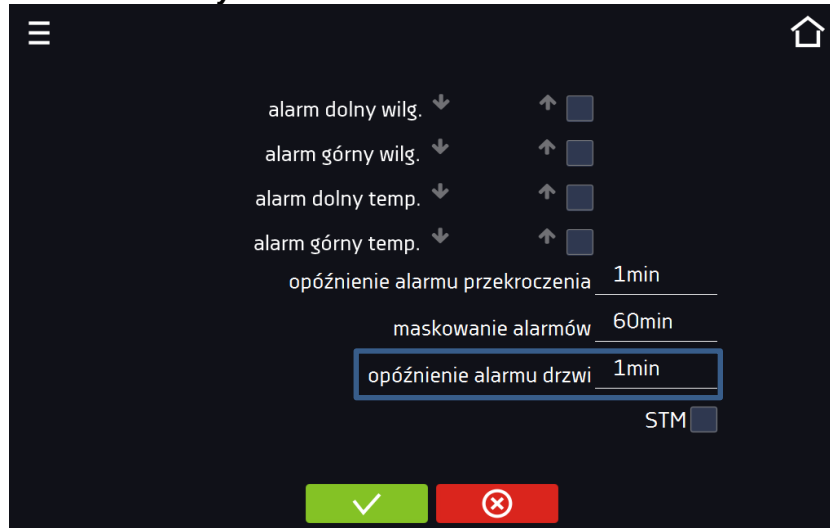 alarm dolny wilg.
alarm górny wilg.
alarm dolny temp.
alarm górny temp.
opóźnienie alarmu przekroczenia 1min
maskowanie alarmów 60min
opóźnienie alarmu drzwi 1min
STM